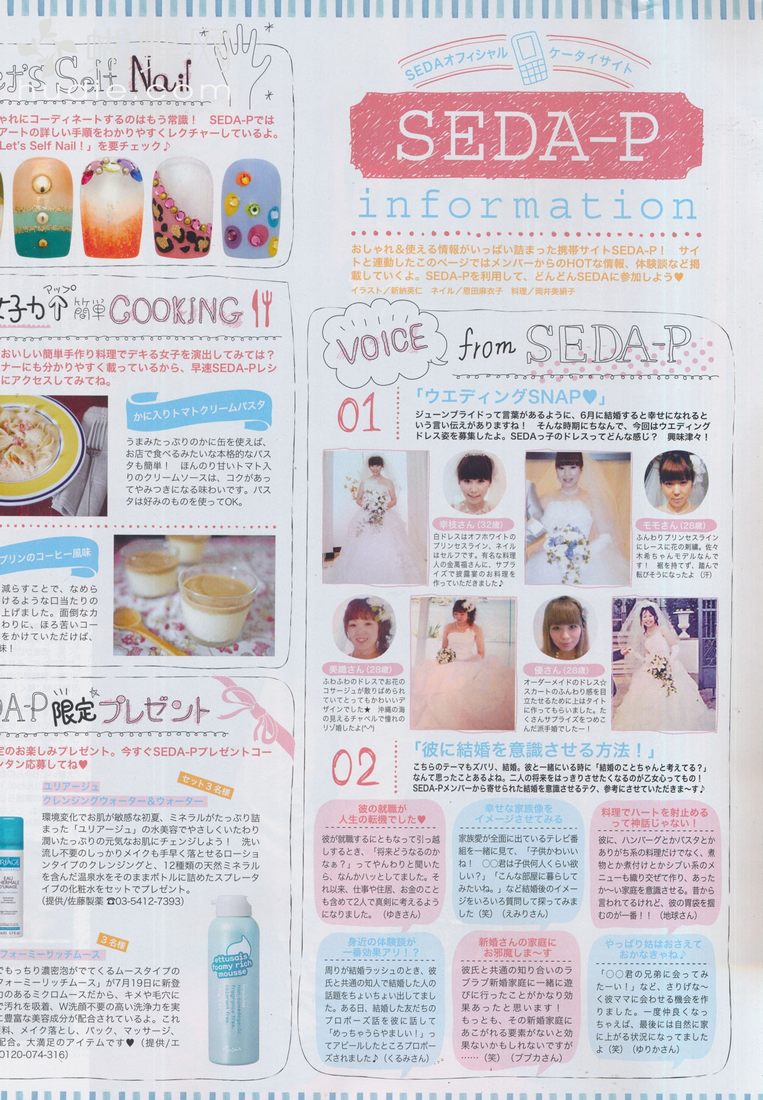 Let's Self Nail
ゃれにコーディネートするのはもう常識！　SEDA-Pでは
アートの詳しい手順をわかりやすくレクチャーしているよ。
Let's Self Nail！」を要チェック♪
女子力アップ 簡単COOKING
おいしい簡単手作り料理でデキる女子を演出してみては？
ナーにも分かりやすく載っているから、早速SEDA-Pレシ
にアクセスしてみてね。
かに入りトマトクリームパスタ
うまみたっぷりのかに缶を使えば、
お店で食べるみたいな本格的なパス
タも簡単！　ほんのり甘いトマト入
りのクリームソースは、コクがあっ
てやみつきになる味わいです。パス
タは好みのものを使ってOK。
プリンのコーヒー風味
減らすことで、なめら
けるような口当たりの
上げました。面倒なカ
わりに、ほろ苦いコー
をかけていただけば、
味！
DA-P限定プレゼント
定のお楽しみプレゼント。今すぐSEDA-Pプレゼントコー
ンタン応募してね♥
セット3名様
ユリアージュ
クレンジングウォーター＆ウォーター
環境変化でお肌が敏感な初夏、ミネラルがたっぷり詰
まった「ユリアージュ」の水美容でやさしくいたわり
潤いたっぷりの元気なお肌にチェンジしよう！　洗い
流し不要のしっかりメイクも手早く落とせるローショ
ンタイプのクレンジングと、12種類の天然ミネラル
を含んだ温泉水をそのままボトルに詰めたスプレータ
イプの化粧水をセットでプレゼント。
（提供/佐藤製薬 ☎03-5412-7393）
EAU
THERMALE
3名様
フォーミーリッチムース
でもっちり濃密泡がでてくるムースタイプの
フォーミーリッチムース」が7月19日に新登
力のあるミクロムースだから、キメや毛穴に
で汚れを吸着、W洗顔不要の高い洗浄力を実
に豊富な美容成分が配合されているよ。これ
料、メイク落とし、パック、マッサージ、
配合。大満足のアイテムです♥（提供/エ
0120-074-316）
ettusais
foamy rich
mousse
SEDAオフィシャル ケータイサイト
SEDA-P
information
おしゃれ＆使える情報がいっぱい詰まった携帯サイトSEDA-P！　サイ
トと連動したこのページではメンバーからのHOTな情報、体験談など掲
載していくよ。SEDA-Pを利用して、どんどんSEDAに参加しよう♥
イラスト／新納英仁　ネイル／恩田麻衣子　料理／岡井美絹子
VOICE from SEDA-P
01
「ウエディングSNAP♥」
ジューンブライドって言葉があるように、6月に結婚すると幸せになれると
いう言い伝えがありますね！　そんな時期にちなんで、今回はウエディング
ドレス姿を募集したよ。SEDAっ子のドレスってどんな感じ？　興味津々！
幸枝さん（32歳）
白ドレスはオフホワイトの
プリンセスライン、ネイル
はセルフです。有名な料理
人の金萬福さんに、サプラ
イズで披露宴のお料理を
作っていただきました♪
モモさん（28歳）
ふんわりプリンセスライン
にレースに花の刺繍。佐々
木希ちゃんモデルなんで
す！　裾を持てず、踏んで
転びそうになったよ（汗）
美織さん（28歳）
ふわふわのドレスでお花の
コサージュが散りばめられ
ていてとってもかわいいデ
ザインでした★　沖縄の海
の見えるチャペルで憧れの
リゾ婚したよ(^-^)
優さん（28歳）
オーダーメイドのドレス☆
スカートのふんわり感を目
立たせるために上はタイト
に作ってもらいました。た
くさんサプライズをつめこ
んだ派手婚でしたー！
02
「彼に結婚を意識させる方法！」
こちらのテーマもズバリ、結婚。彼と一緒にいる時に「結婚のことちゃんと考えてる？」
なんて思ったことあるよね。二人の将来をはっきりさせたくなるのが乙女心ってもの！
SEDA-Pメンバーから寄せられた結婚を意識させるテク、参考にさせていただきま〜す♪
彼の就職が
人生の転機でした♥
彼が就職するにともなって引っ越
しするとき、「将来どうなるのか
なぁ？」ってやんわりと聞いた
ら、なんかハッとしてました。そ
れ以来、仕事や住居、お金のこと
も含めて2人で真剣に考えるよう
になりました。（ゆきさん）
幸せな家族像を
イメージさせてみる
家族愛が全面に出ているテレビ番
組を一緒に見て、「子供かわいい
ね！　〇〇君は子供何人くらい欲
しい？」「こんな部屋に暮らして
みたいね。」など結婚後のイメー
ジをいろいろ質問して探ってみま
した（笑）（えみりさん）
料理でハートを射止める
って神話じゃない！
彼に、ハンバーグとかパスタとか
ありがち系の料理だけでなく、煮
物とか煮付けとかシブい系のメ
ニューも織り交ぜて作り、あった
か〜い家庭を意識させる。昔から
言われてるけれど、彼の胃袋を掴
むのが一番！！（地球さん）
身近の体験談が
一番効果アリ！？
周りが結婚ラッシュのとき、彼
氏と共通の知人で結婚した人の
話題をちょいちょい出してまし
た。ある日、結婚した友だちの
プロポーズ話を彼に話して
「めっちゃうらやましい！」っ
てアピールしたところプロポー
ズされました♪（くるみさん）
新婚さんの家庭に
お邪魔しま〜す
彼氏と共通の知り合いのラ
ブラブ新婚家庭に一緒に遊
びに行ったことがかなり効
果あったと思います！
もっとも、その新婚家庭に
あこがれる要素がないと効
果ないかもしれないですが
……（笑）（ププカさん）
やっぱり姑はおさえて
おかなきゃね♪
「〇〇君の兄弟に会ってみ
たーい！」など、さりげな〜
く彼ママに会わせる機会を作
りました。一度仲良くなっ
ちゃえば、最後には自然に家
に上がる状況になってました
よ（笑）（ゆりかさん）